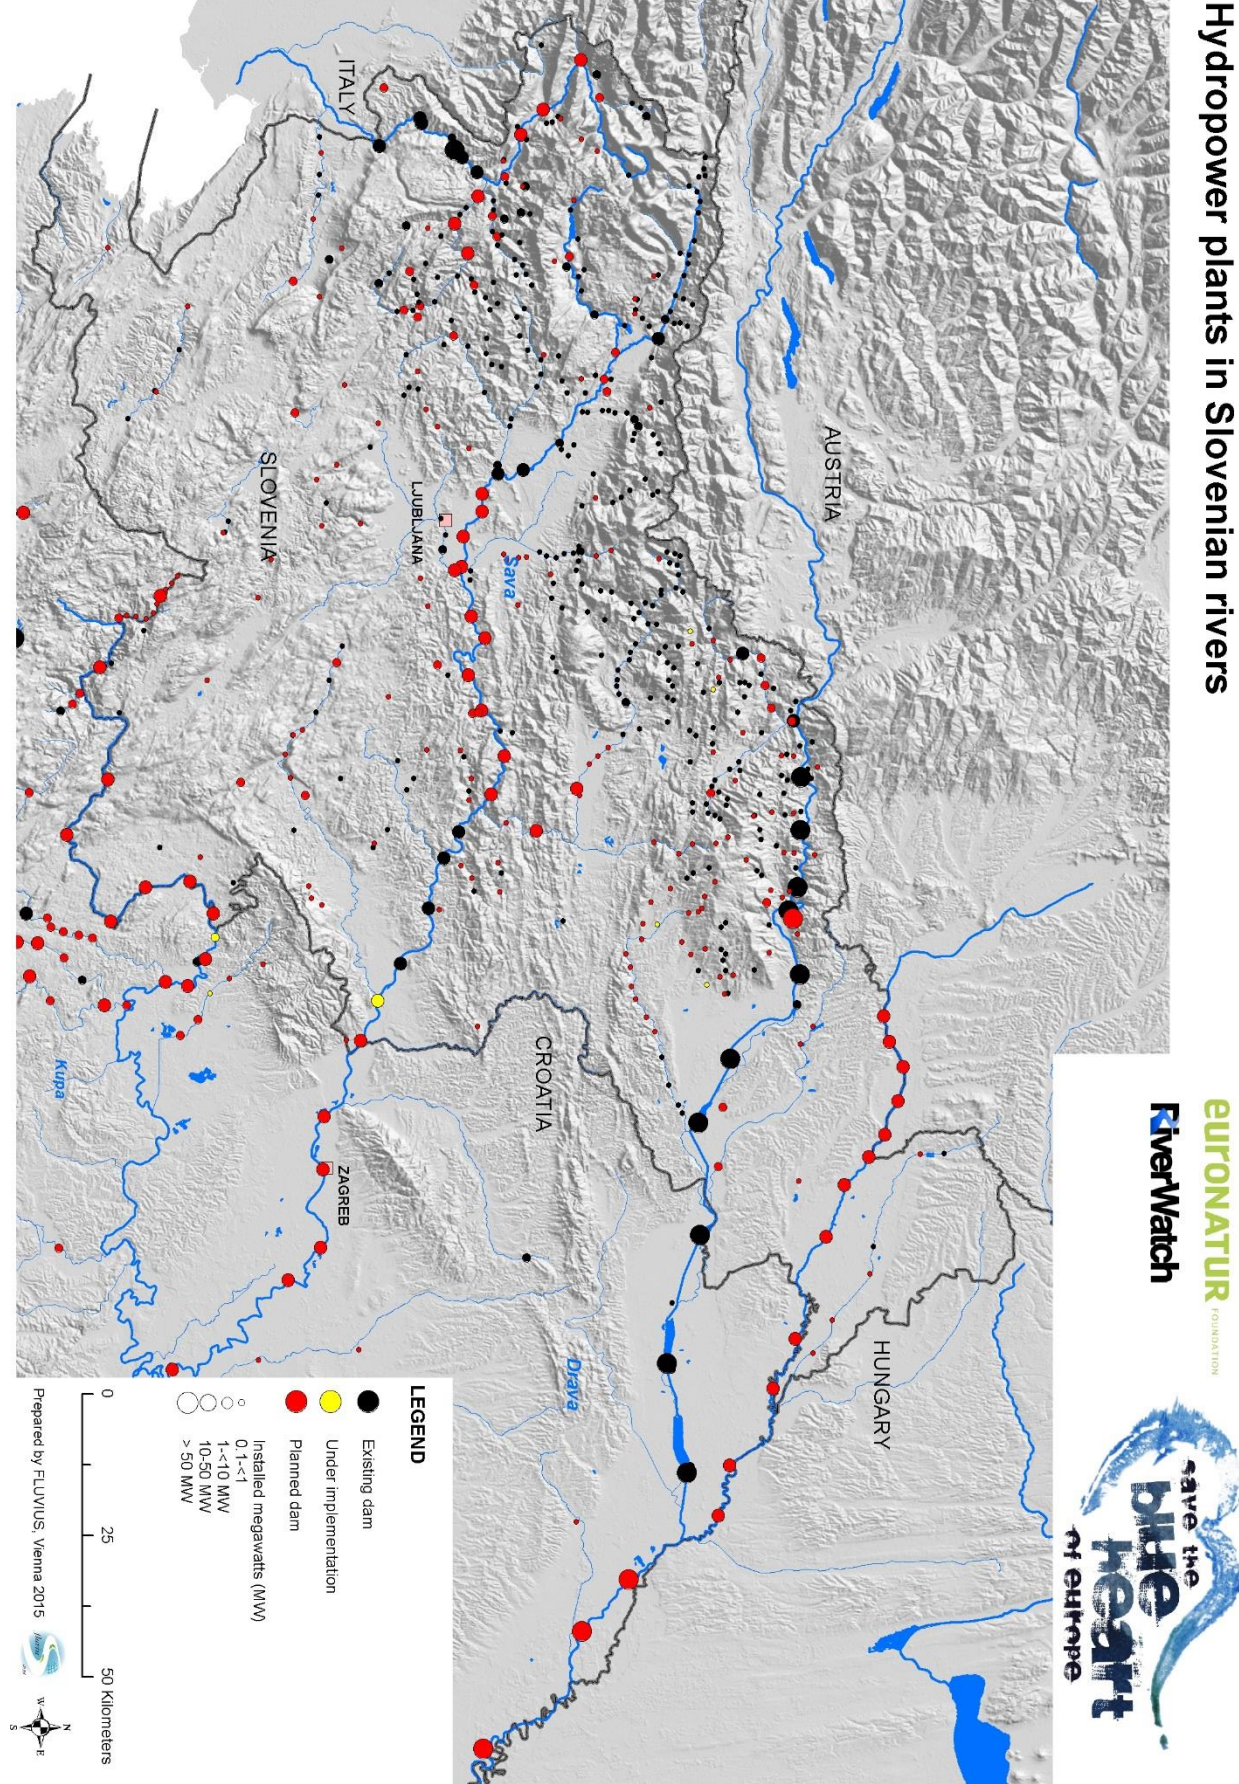 Hydropower plants in Slovenian rivers
euroNATUR
FOUNDATION
RiverWatch
save the
blue
heart
of europe
AUSTRIA
ITALY
SLOVENIA
LJUBLJANA
Sava
CROATIA
HUNGARY
Drava
ZAGREB
Kupa
LEGEND
Existing dam
Under implementation
Planned dam
Installed megawatts (MW)
0.1-<1
1-<10 MW
10-50 MW
> 50 MW
0 25 50 Kilometers
Prepared by FLUVIUS, Vienna 2015
N
W E
S